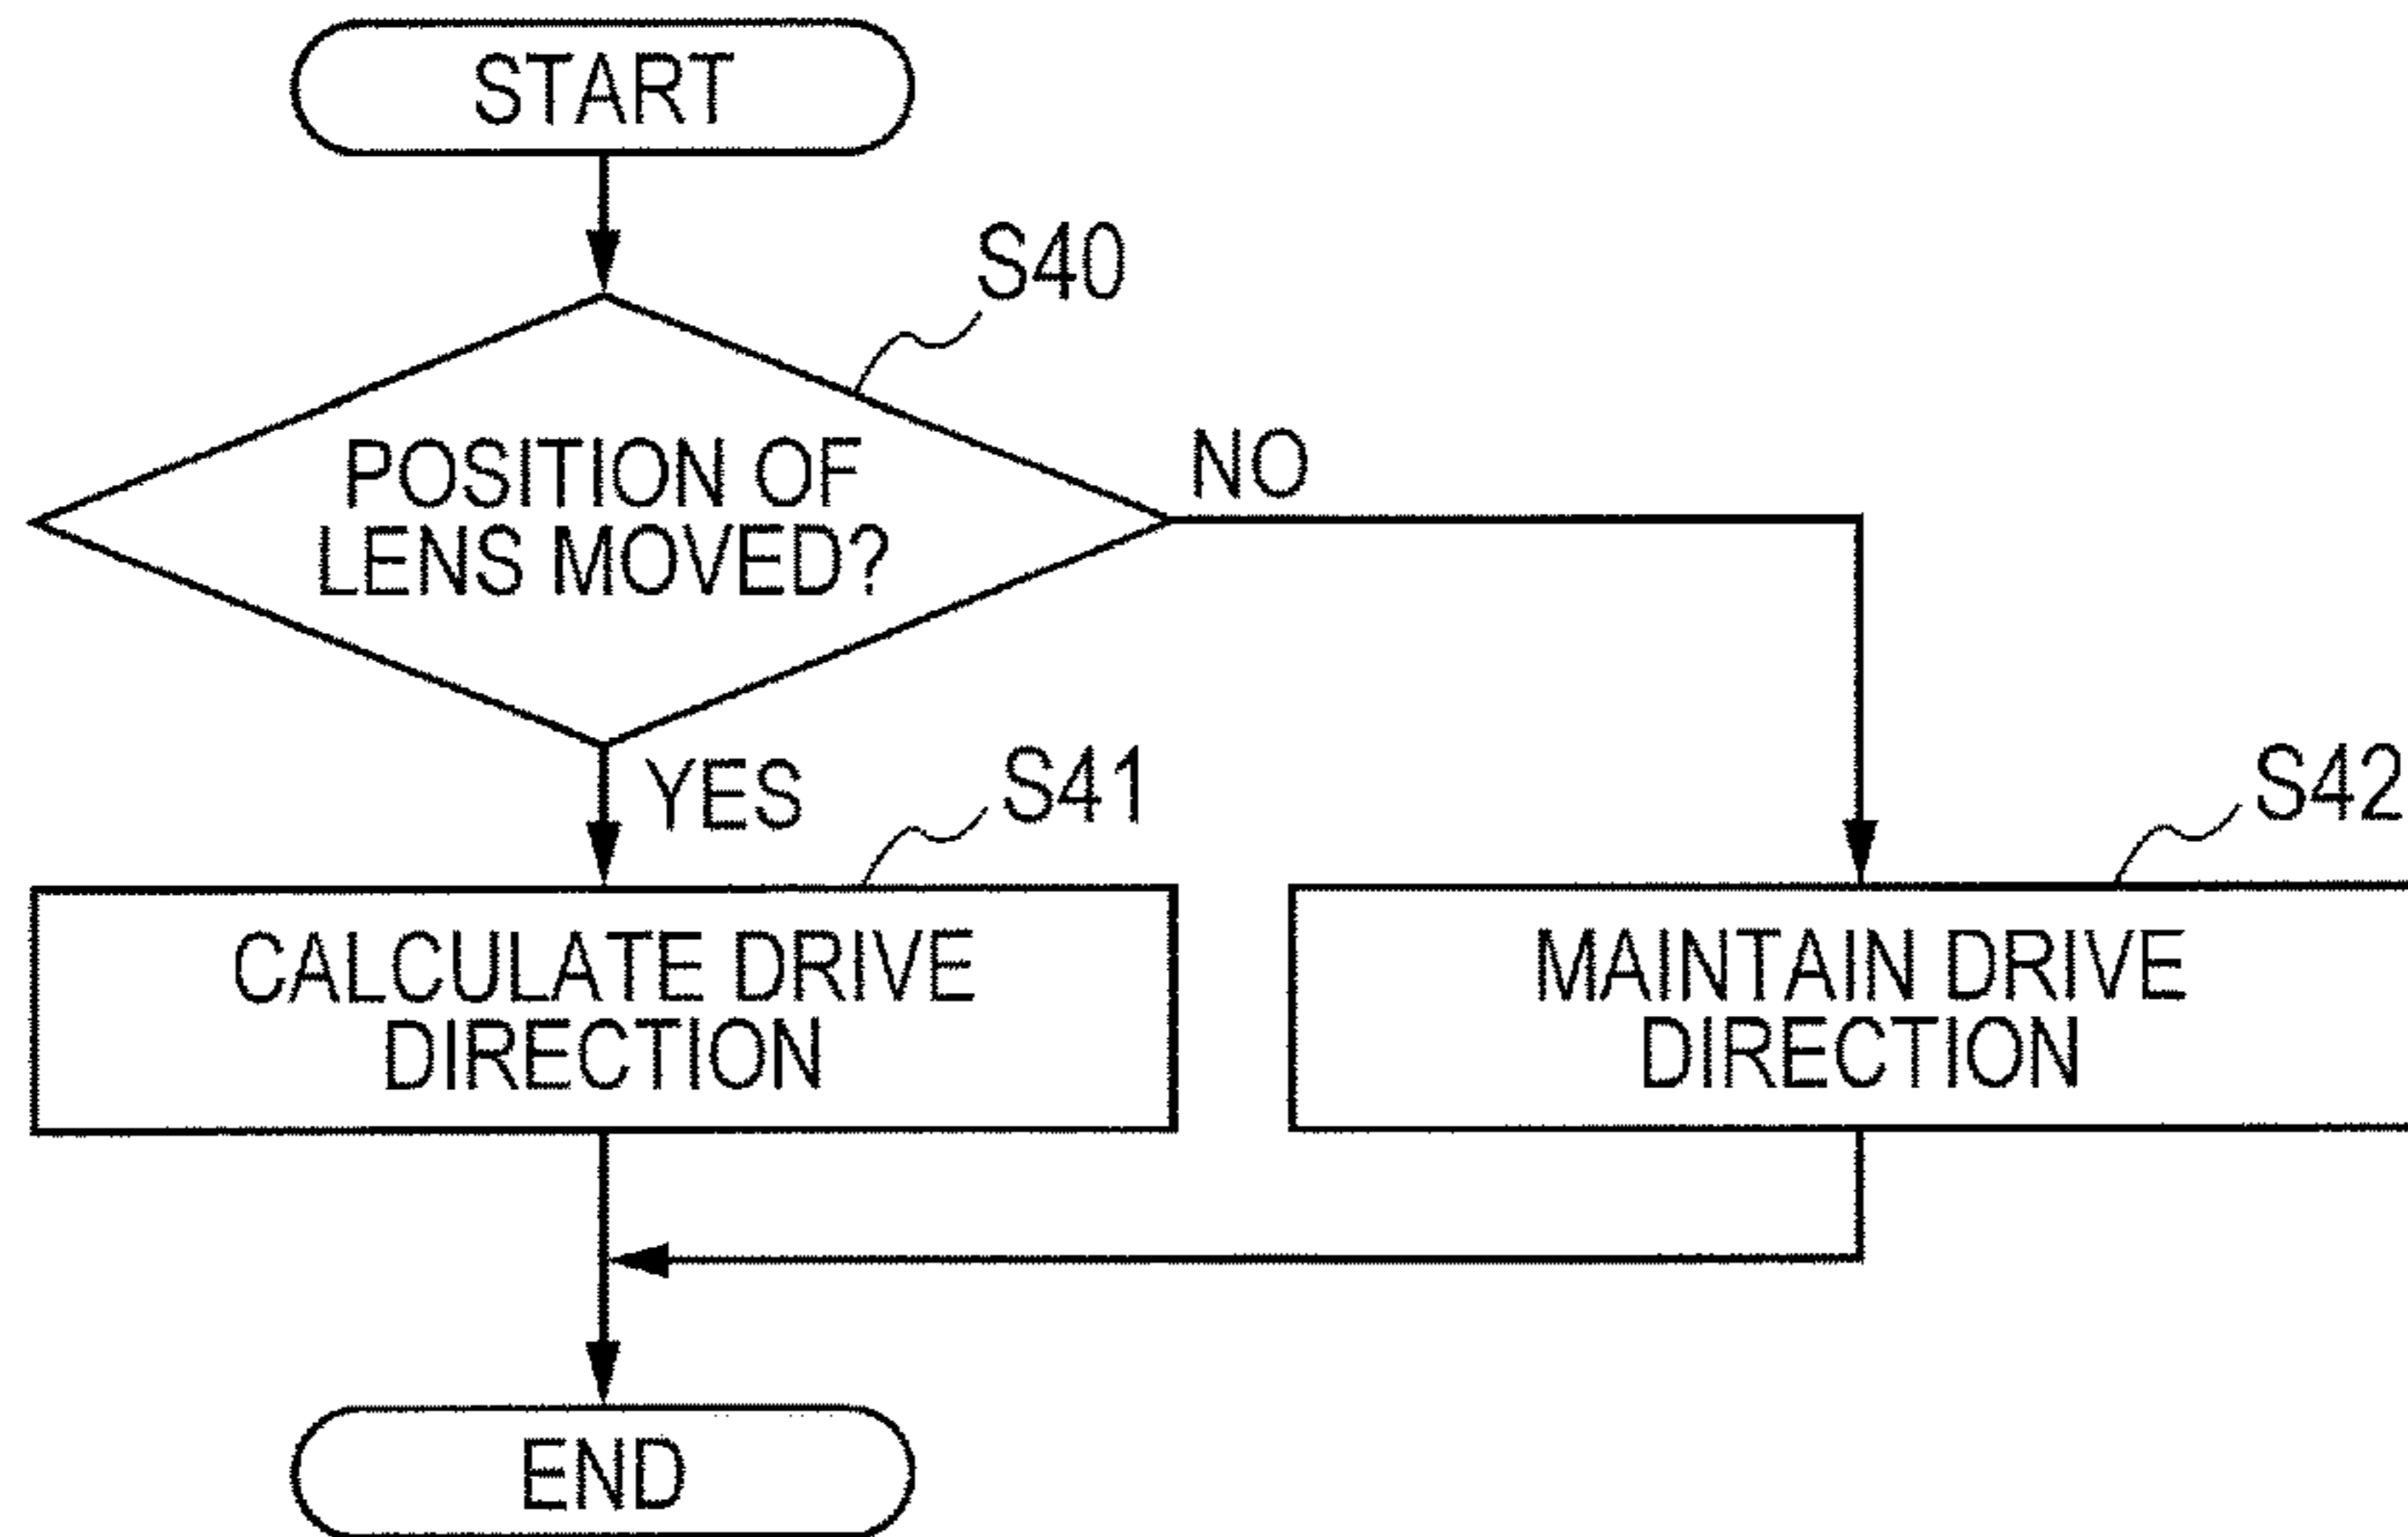 START
S40
POSITION OF
LENS MOVED?
NO
YES
S41
S42
CALCULATE DRIVE
DIRECTION
MAINTAIN DRIVE
DIRECTION
END